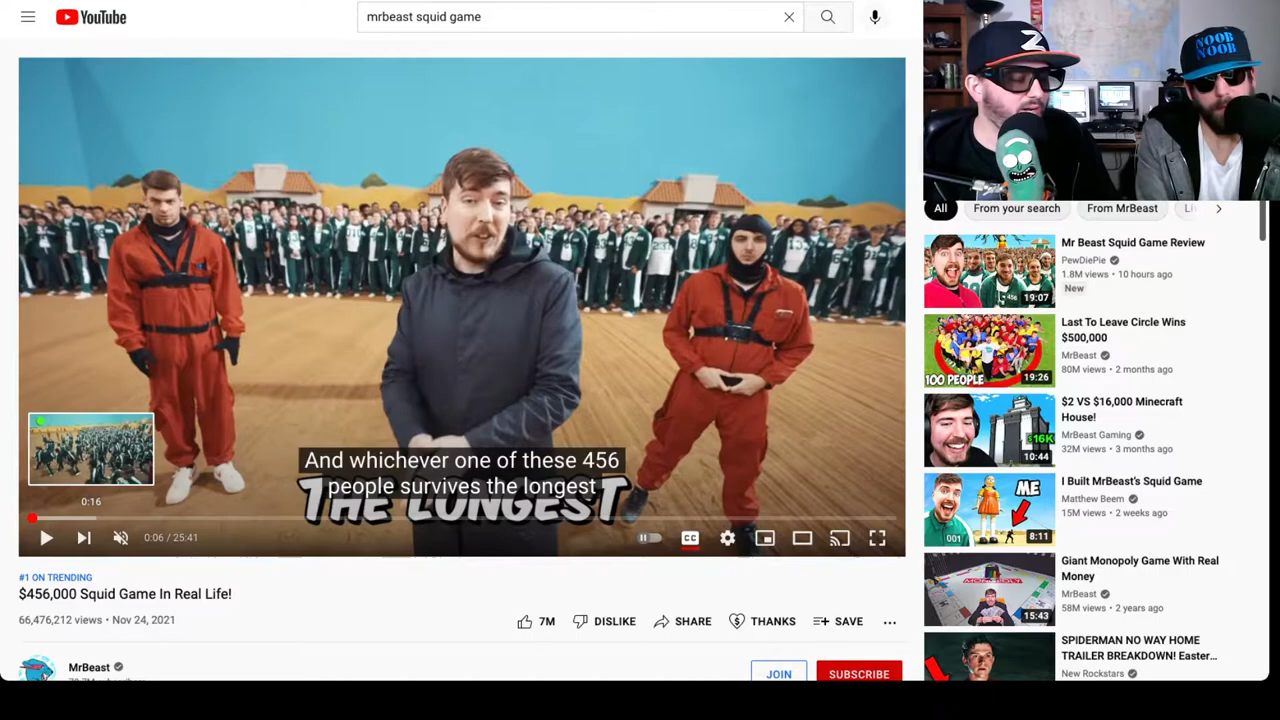 YouTube
mrbeast squid game
Z
NOOB
NOOB
And whichever one of these 456
people survives the longest
THE LONGEST
0:16
0:06 / 25:41
CC
#1 ON TRENDING
$456,000 Squid Game In Real Life!
66,476,212 views • Nov 24, 2021
7M
DISLIKE
SHARE
THANKS
SAVE
MrBeast
JOIN
SUBSCRIBE
All
From your search
From MrBeast
Mr Beast Squid Game Review
PewDiePie
1.8M views • 10 hours ago
New
456
19:07
Last To Leave Circle Wins
$500,000
MrBeast
80M views • 2 months ago
100 PEOPLE
19:26
$2 VS $16,000 Minecraft
House!
MrBeast Gaming
32M views • 3 months ago
$16K
10:44
I Built MrBeast's Squid Game
Matthew Beem
15M views • 2 weeks ago
ME
001
8:11
Giant Monopoly Game With Real
Money
MrBeast
58M views • 2 years ago
MONOPOLY
15:43
SPIDERMAN NO WAY HOME
TRAILER BREAKDOWN! Easter...
New Rockstars